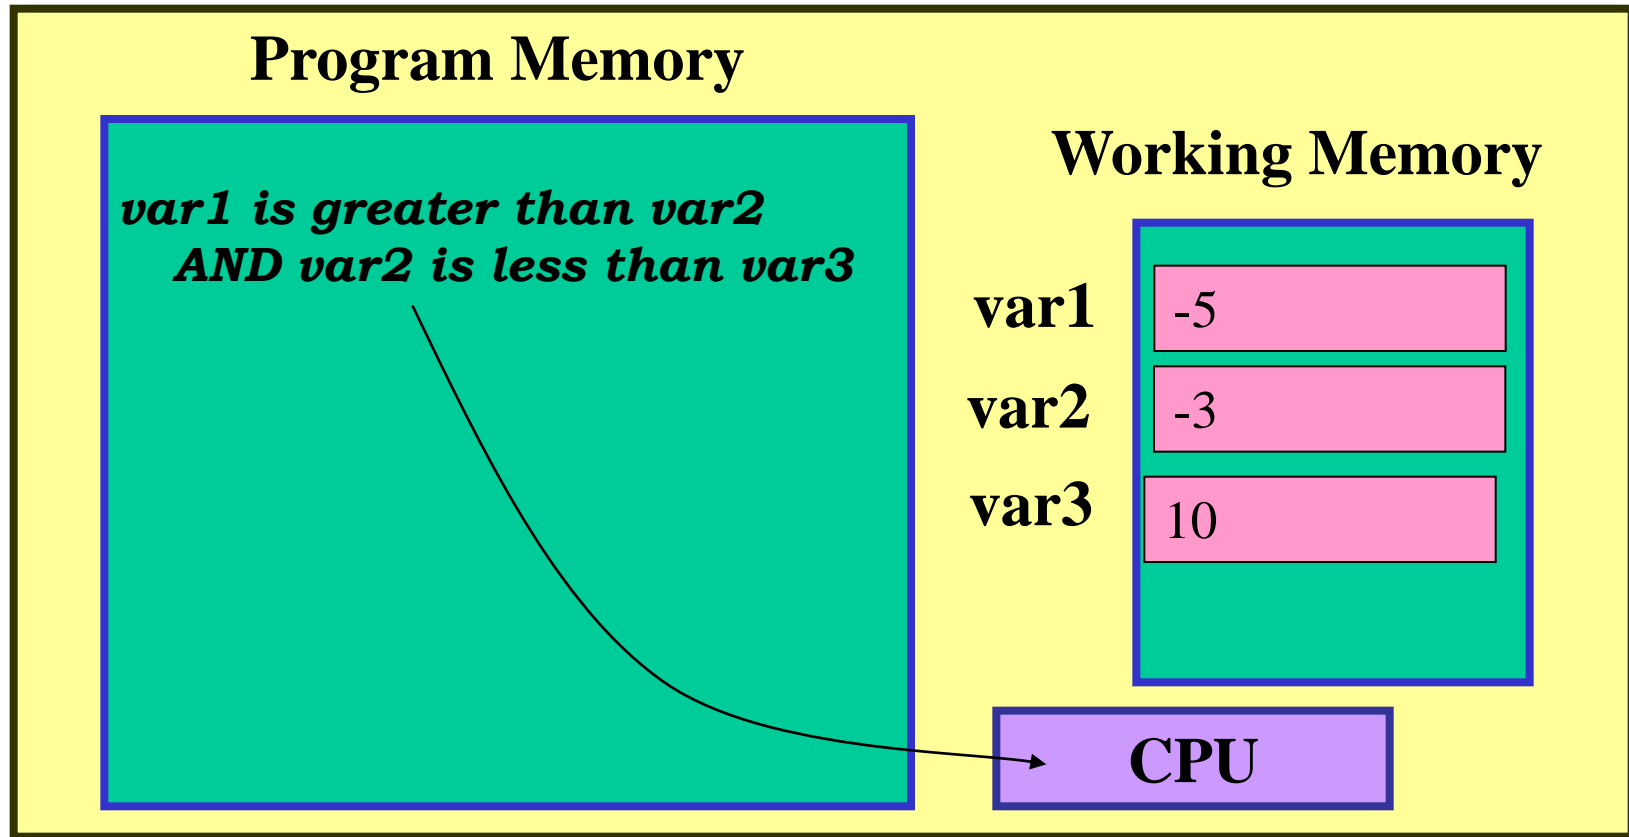 Program Memory
var1 is greater than var2
AND var2 is less than var3
Working Memory
var1
-5
var2
-3
var3
10
CPU